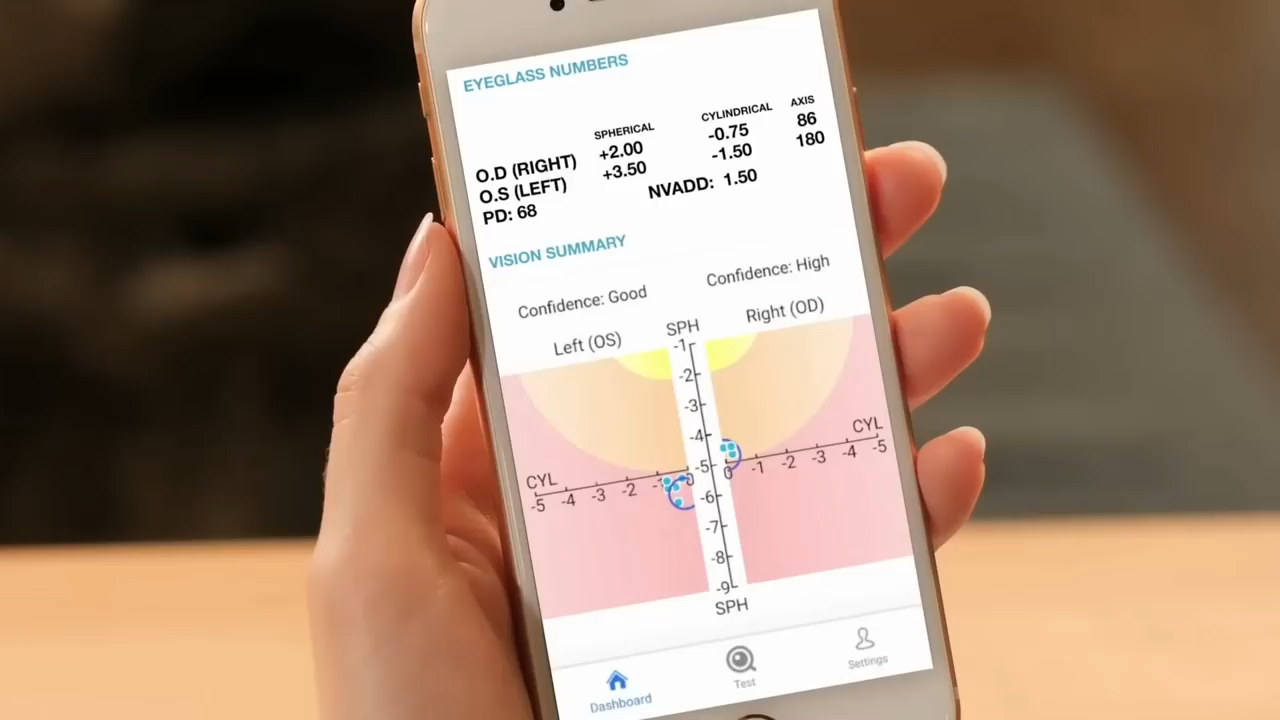 EYEGLASS NUMBERS
SPHERICAL CYLINDRICAL AXIS
O.D (RIGHT) +2.00 -0.75 86
O.S (LEFT) +3.50 -1.50 180
PD: 68 NVADD: 1.50
VISION SUMMARY
Confidence: Good Confidence: High
Left (OS) SPH Right (OD)
-1
-2
-3
-4
CYL
-5
0 -1 -2 -3 -4 -5
CYL
-5 -4 -3 -2 -1 0
-6
-7
-8
-9
SPH
Dashboard Test Settings